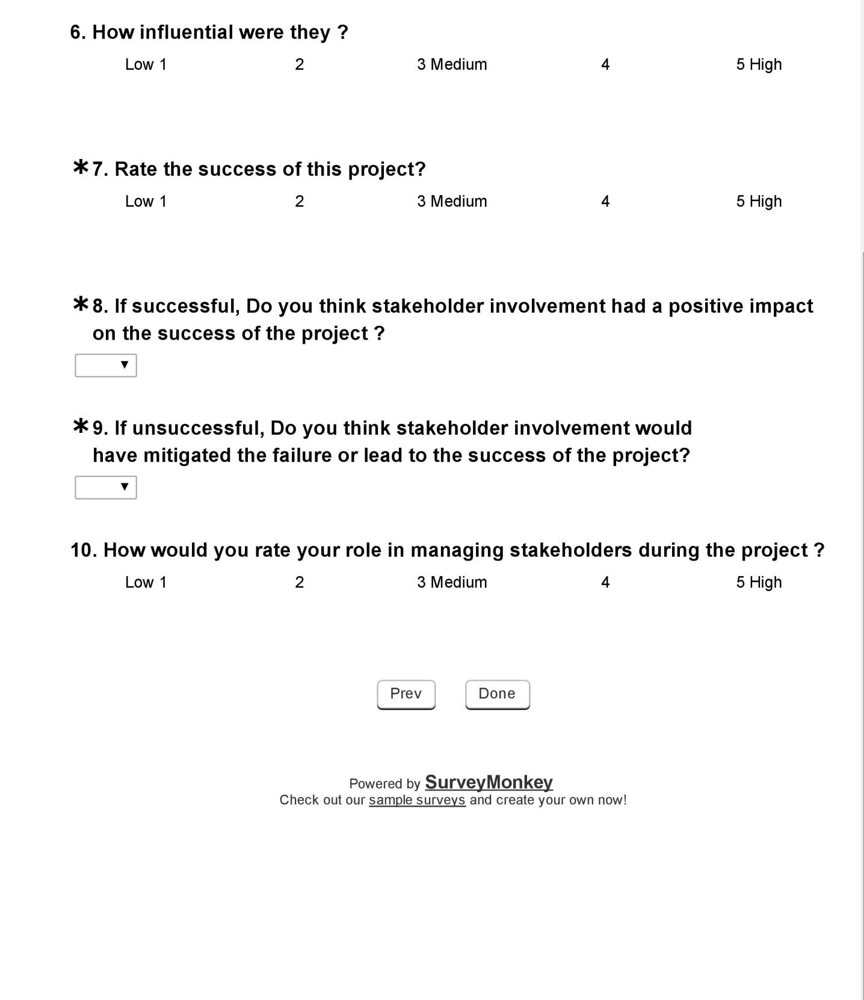 6. How influential were they ?
Low 1 2 3 Medium 4 5 High
*7. Rate the success of this project?
Low 1 2 3 Medium 4 5 High
*8. If successful, Do you think stakeholder involvement had a positive impact
on the success of the project ?
*9. If unsuccessful, Do you think stakeholder involvement would
have mitigated the failure or lead to the success of the project?
10. How would you rate your role in managing stakeholders during the project ?
Low 1 2 3 Medium 4 5 High
Prev Done
Powered by SurveyMonkey
Check out our sample surveys and create your own now!